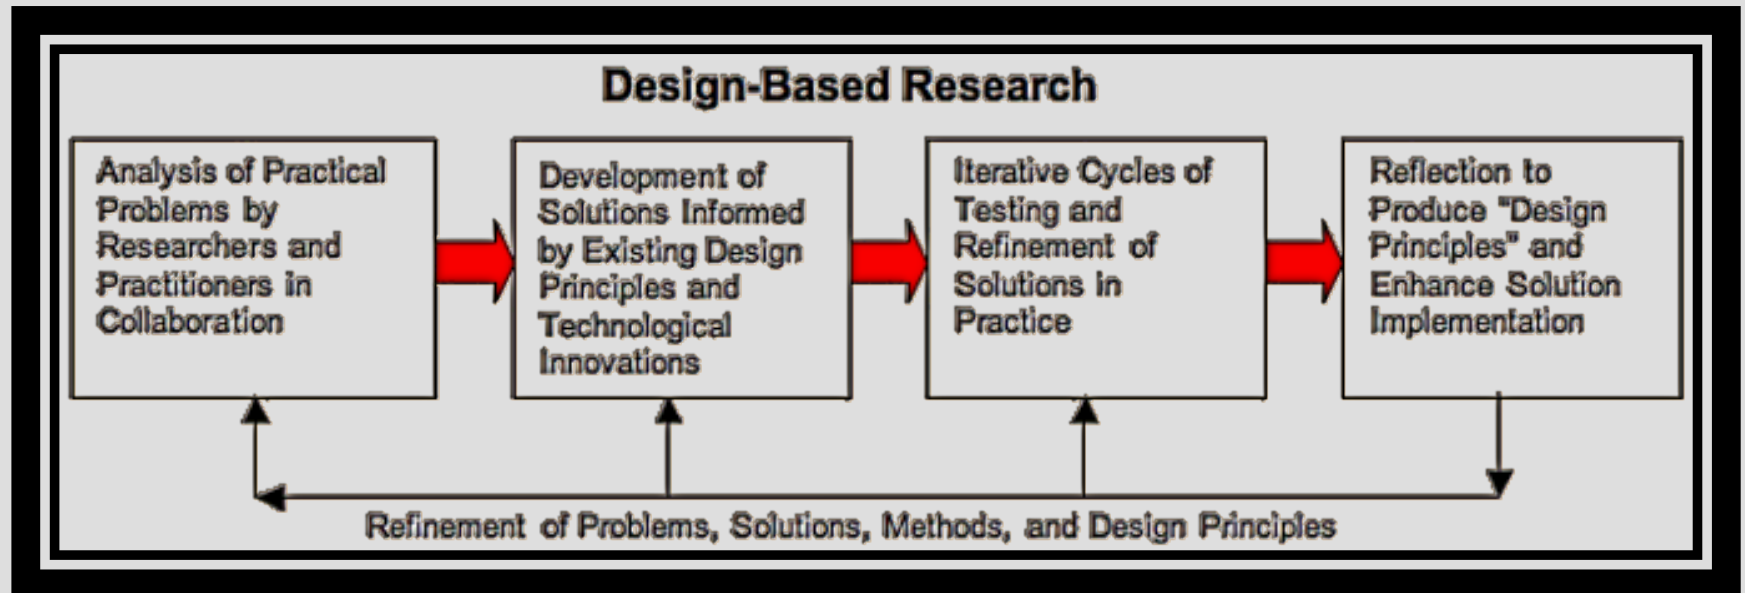 Design-Based Research
Analysis of Practical
Problems by
Researchers and
Practitioners in
Collaboration
Development of
Solutions Informed
by Existing Design
Principles and
Technological
Innovations
Iterative Cycles of
Testing and
Refinement of
Solutions in
Practice
Reflection to
Produce "Design
Principles" and
Enhance Solution
Implementation
Refinement of Problems, Solutions, Methods, and Design Principles